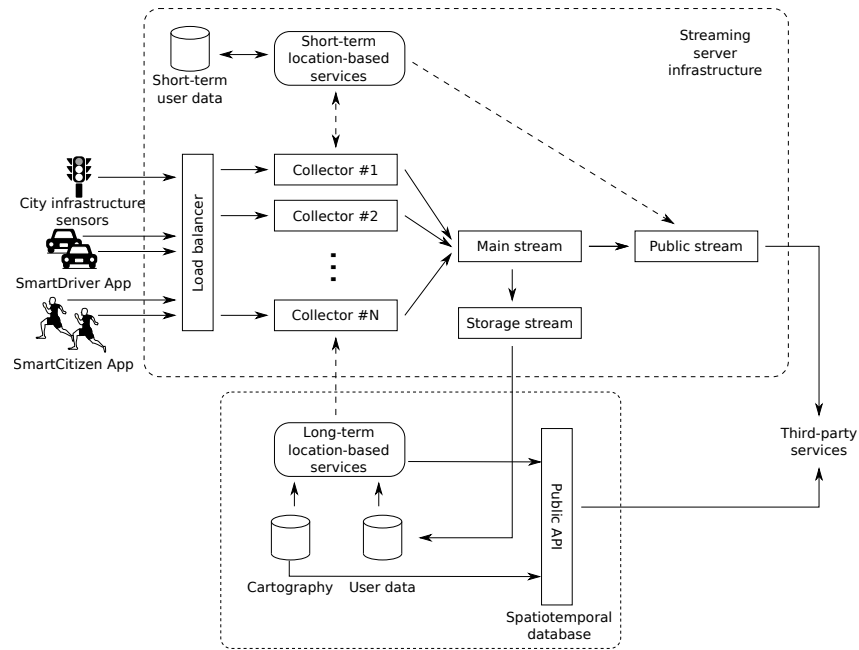 Short-term
location-based
services
Streaming
server
infrastructure
Short-term
user data
City infrastructure
sensors
SmartDriver App
SmartCitizen App
Load balancer
Collector #1
Collector #2
Collector #N
Main stream
Public stream
Storage stream
Long-term
location-based
services
Cartography
User data
Public API
Spatiotemporal
database
Third-party
services